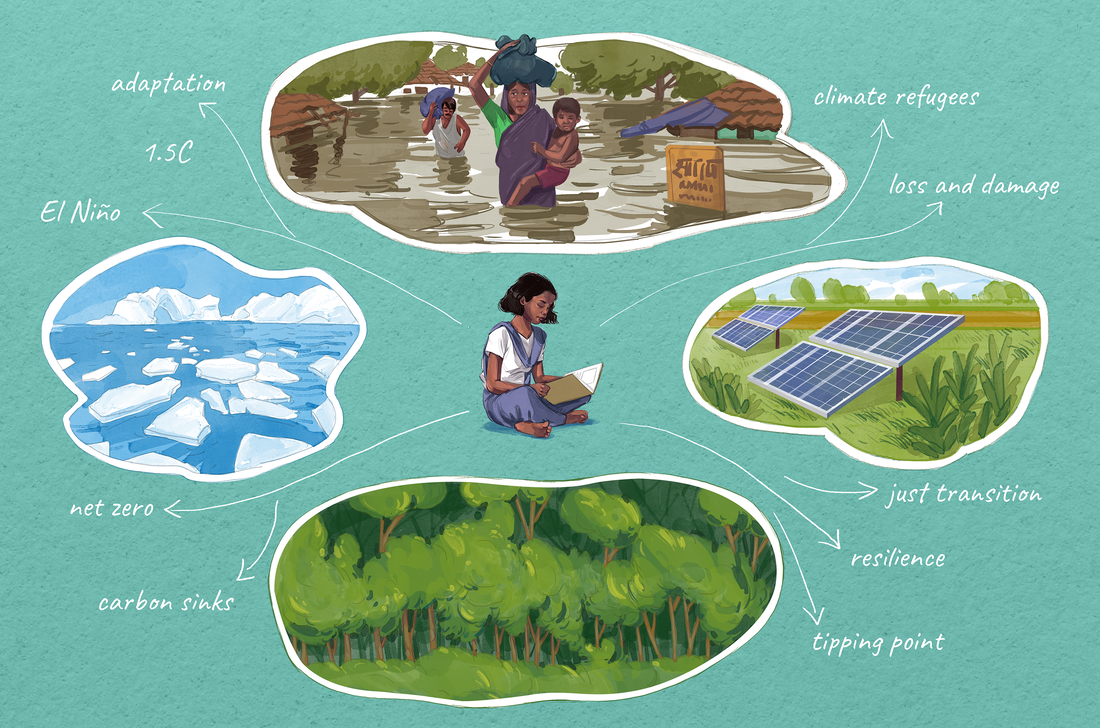 adaptation
climate refugees
1.5C
El Niño
loss and damage
net zero
just transition
resilience
carbon sinks
tipping point